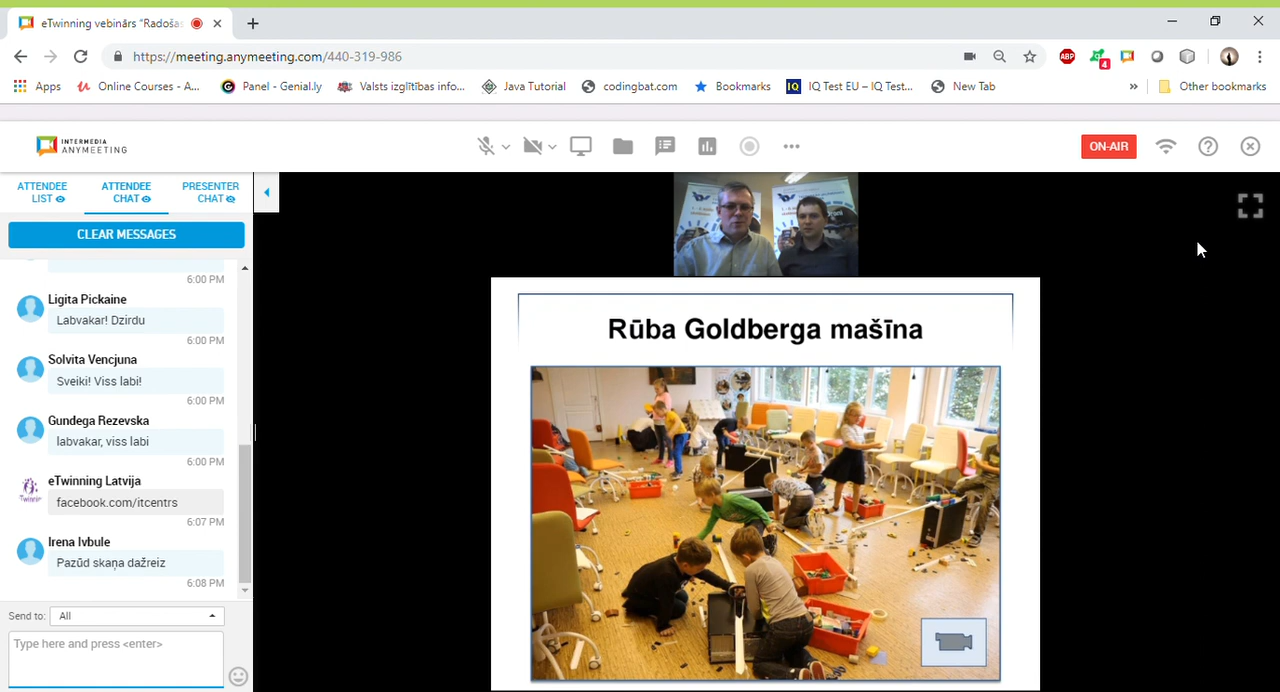 eTwinning vebinārs "Radošas
https://meeting.anymeeting.com/440-319-986
ABP
4
Apps
Online Courses - A...
Panel - Genial.ly
Valsts izglītības info...
Java Tutorial
codingbat.com
Bookmarks
IQ
IQ Test EU – IQ Test...
New Tab
»
Other bookmarks
INTERMEDIA
ANYMEETING
ON-AIR
ATTENDEE
LIST
ATTENDEE
CHAT
PRESENTER
CHAT
CLEAR MESSAGES
6:00 PM
Ligita Pickaine
Labvakar! Dzirdu
6:00 PM
Solvita Vencjuna
Sveiki! Viss labi!
6:00 PM
Gundega Rezevska
labvakar, viss labi
6:00 PM
eTwinning Latvija
facebook.com/itcentrs
6:07 PM
Irena Ivbule
Pazūd skaņa dažreiz
6:08 PM
Send to:
All
Type here and press <enter>
Rūba Goldberga mašīna